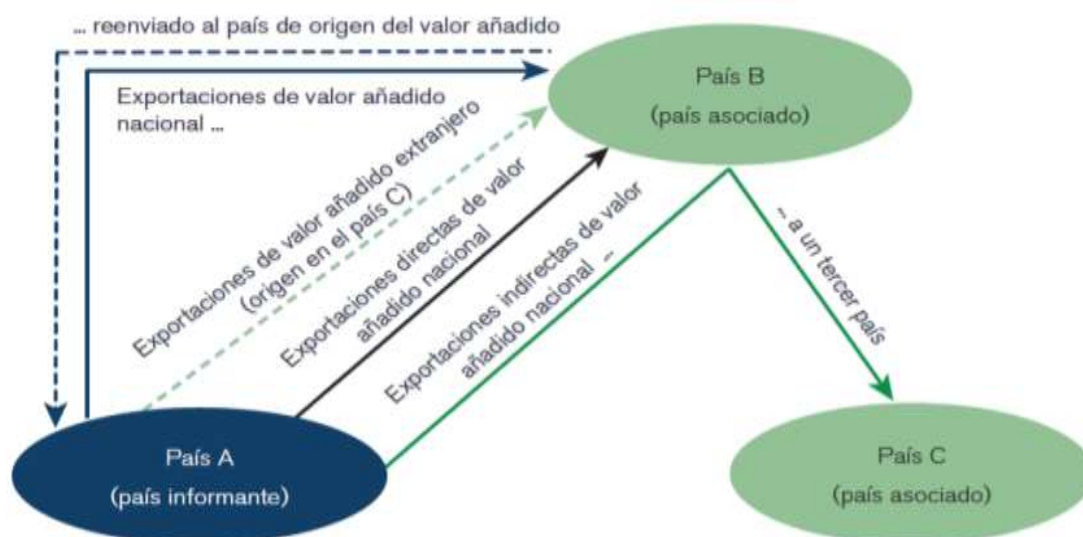 ... reenviado al país de origen del valor añadido
Exportaciones de valor añadido
nacional ...
País B
(país asociado)
Exportaciones de valor añadido extranjero
(origen en el país C)
Exportaciones directas de valor
añadido nacional
Exportaciones indirectas de valor
añadido nacional ...
... a un tercer país
País A
(país informante)
País C
(país asociado)